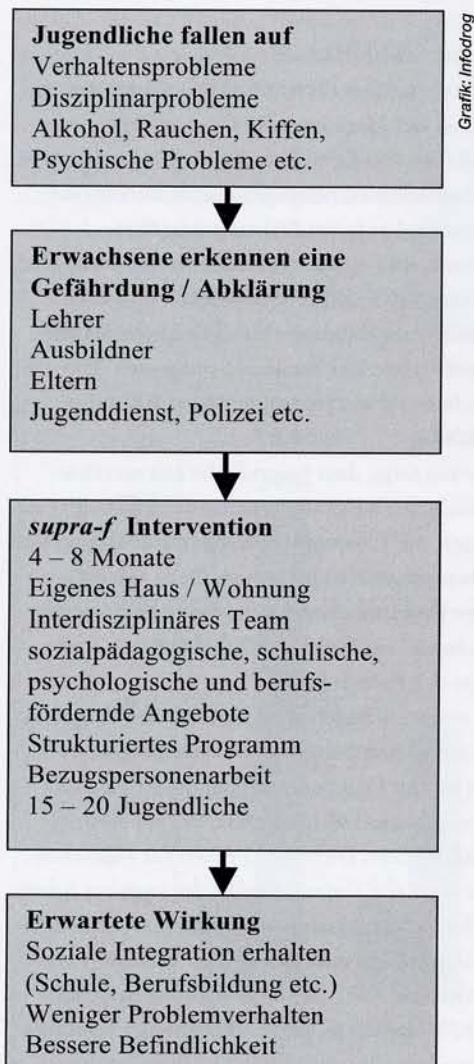 Grafik: Infodrog
Jugendliche fallen auf
Verhaltensprobleme
Disziplinarprobleme
Alkohol, Rauchen, Kiffen,
Psychische Probleme etc.
Erwachsene erkennen eine
Gefährdung / Abklärung
Lehrer
Ausbildner
Eltern
Jugenddienst, Polizei etc.
supra-f Intervention
4 – 8 Monate
Eigenes Haus / Wohnung
Interdisziplinäres Team
sozialpädagogische, schulische,
psychologische und berufs-
fördernde Angebote
Strukturiertes Programm
Bezugspersonenarbeit
15 – 20 Jugendliche
Erwartete Wirkung
Soziale Integration erhalten
(Schule, Berufsbildung etc.)
Weniger Problemverhalten
Bessere Befindlichkeit